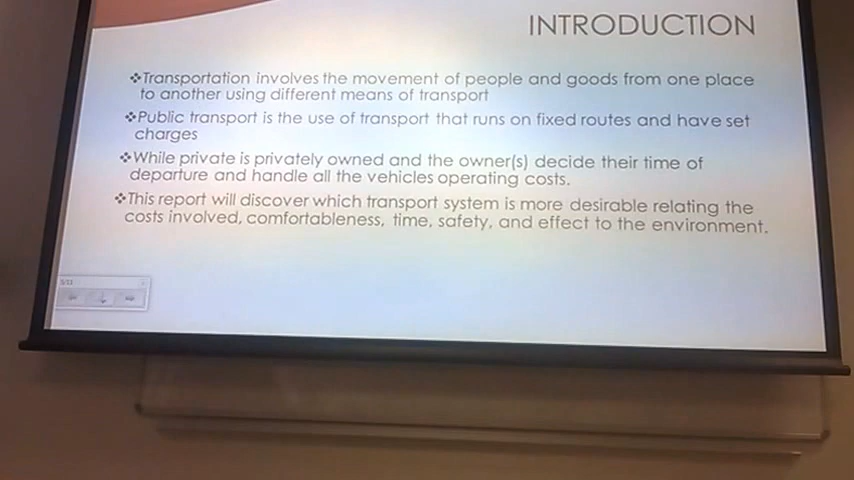 INTRODUCTION
❖Transportation involves the movement of people and goods from one place
to another using different means of transport
❖Public transport is the use of transport that runs on fixed routes and have set
charges
❖While private is privately owned and the owner(s) decide their time of
departure and handle all the vehicles operating costs.
❖This report will discover which transport system is more desirable relating the
costs involved, comfortableness, time, safety, and effect to the environment.